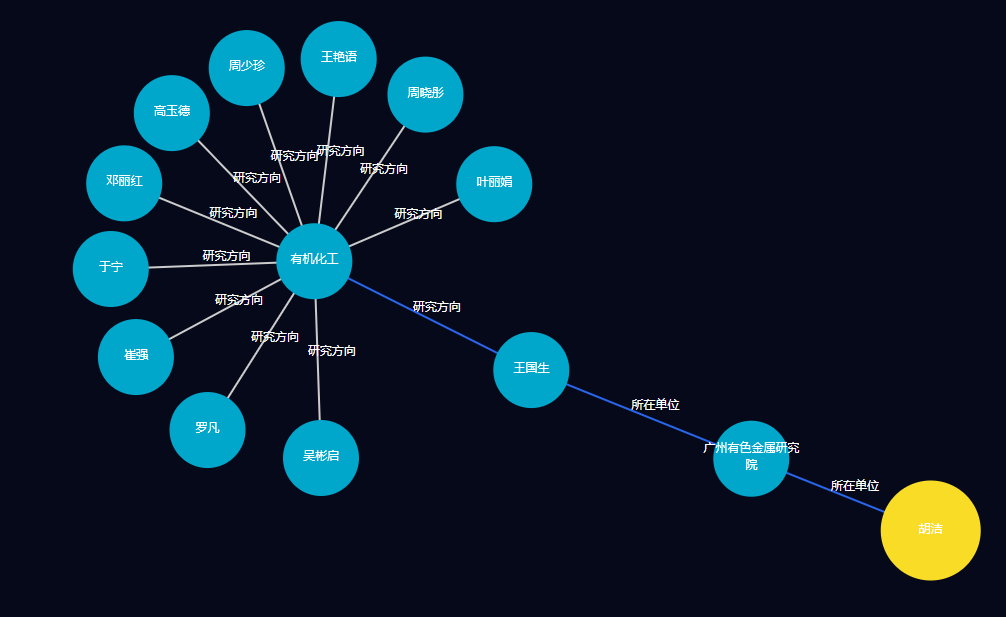 王艳语
周少珍
周晓彤
高玉德
研究方向
研究方向
研究方向
研究方向
邓丽红
叶丽娟
研究方向
研究方向
研究方向
有机化工
于宁
研究方向
研究方向
研究方向
研究方向
崔强
王国生
所在单位
罗凡
广州有色金属研究
院
吴彬启
所在单位
胡洁